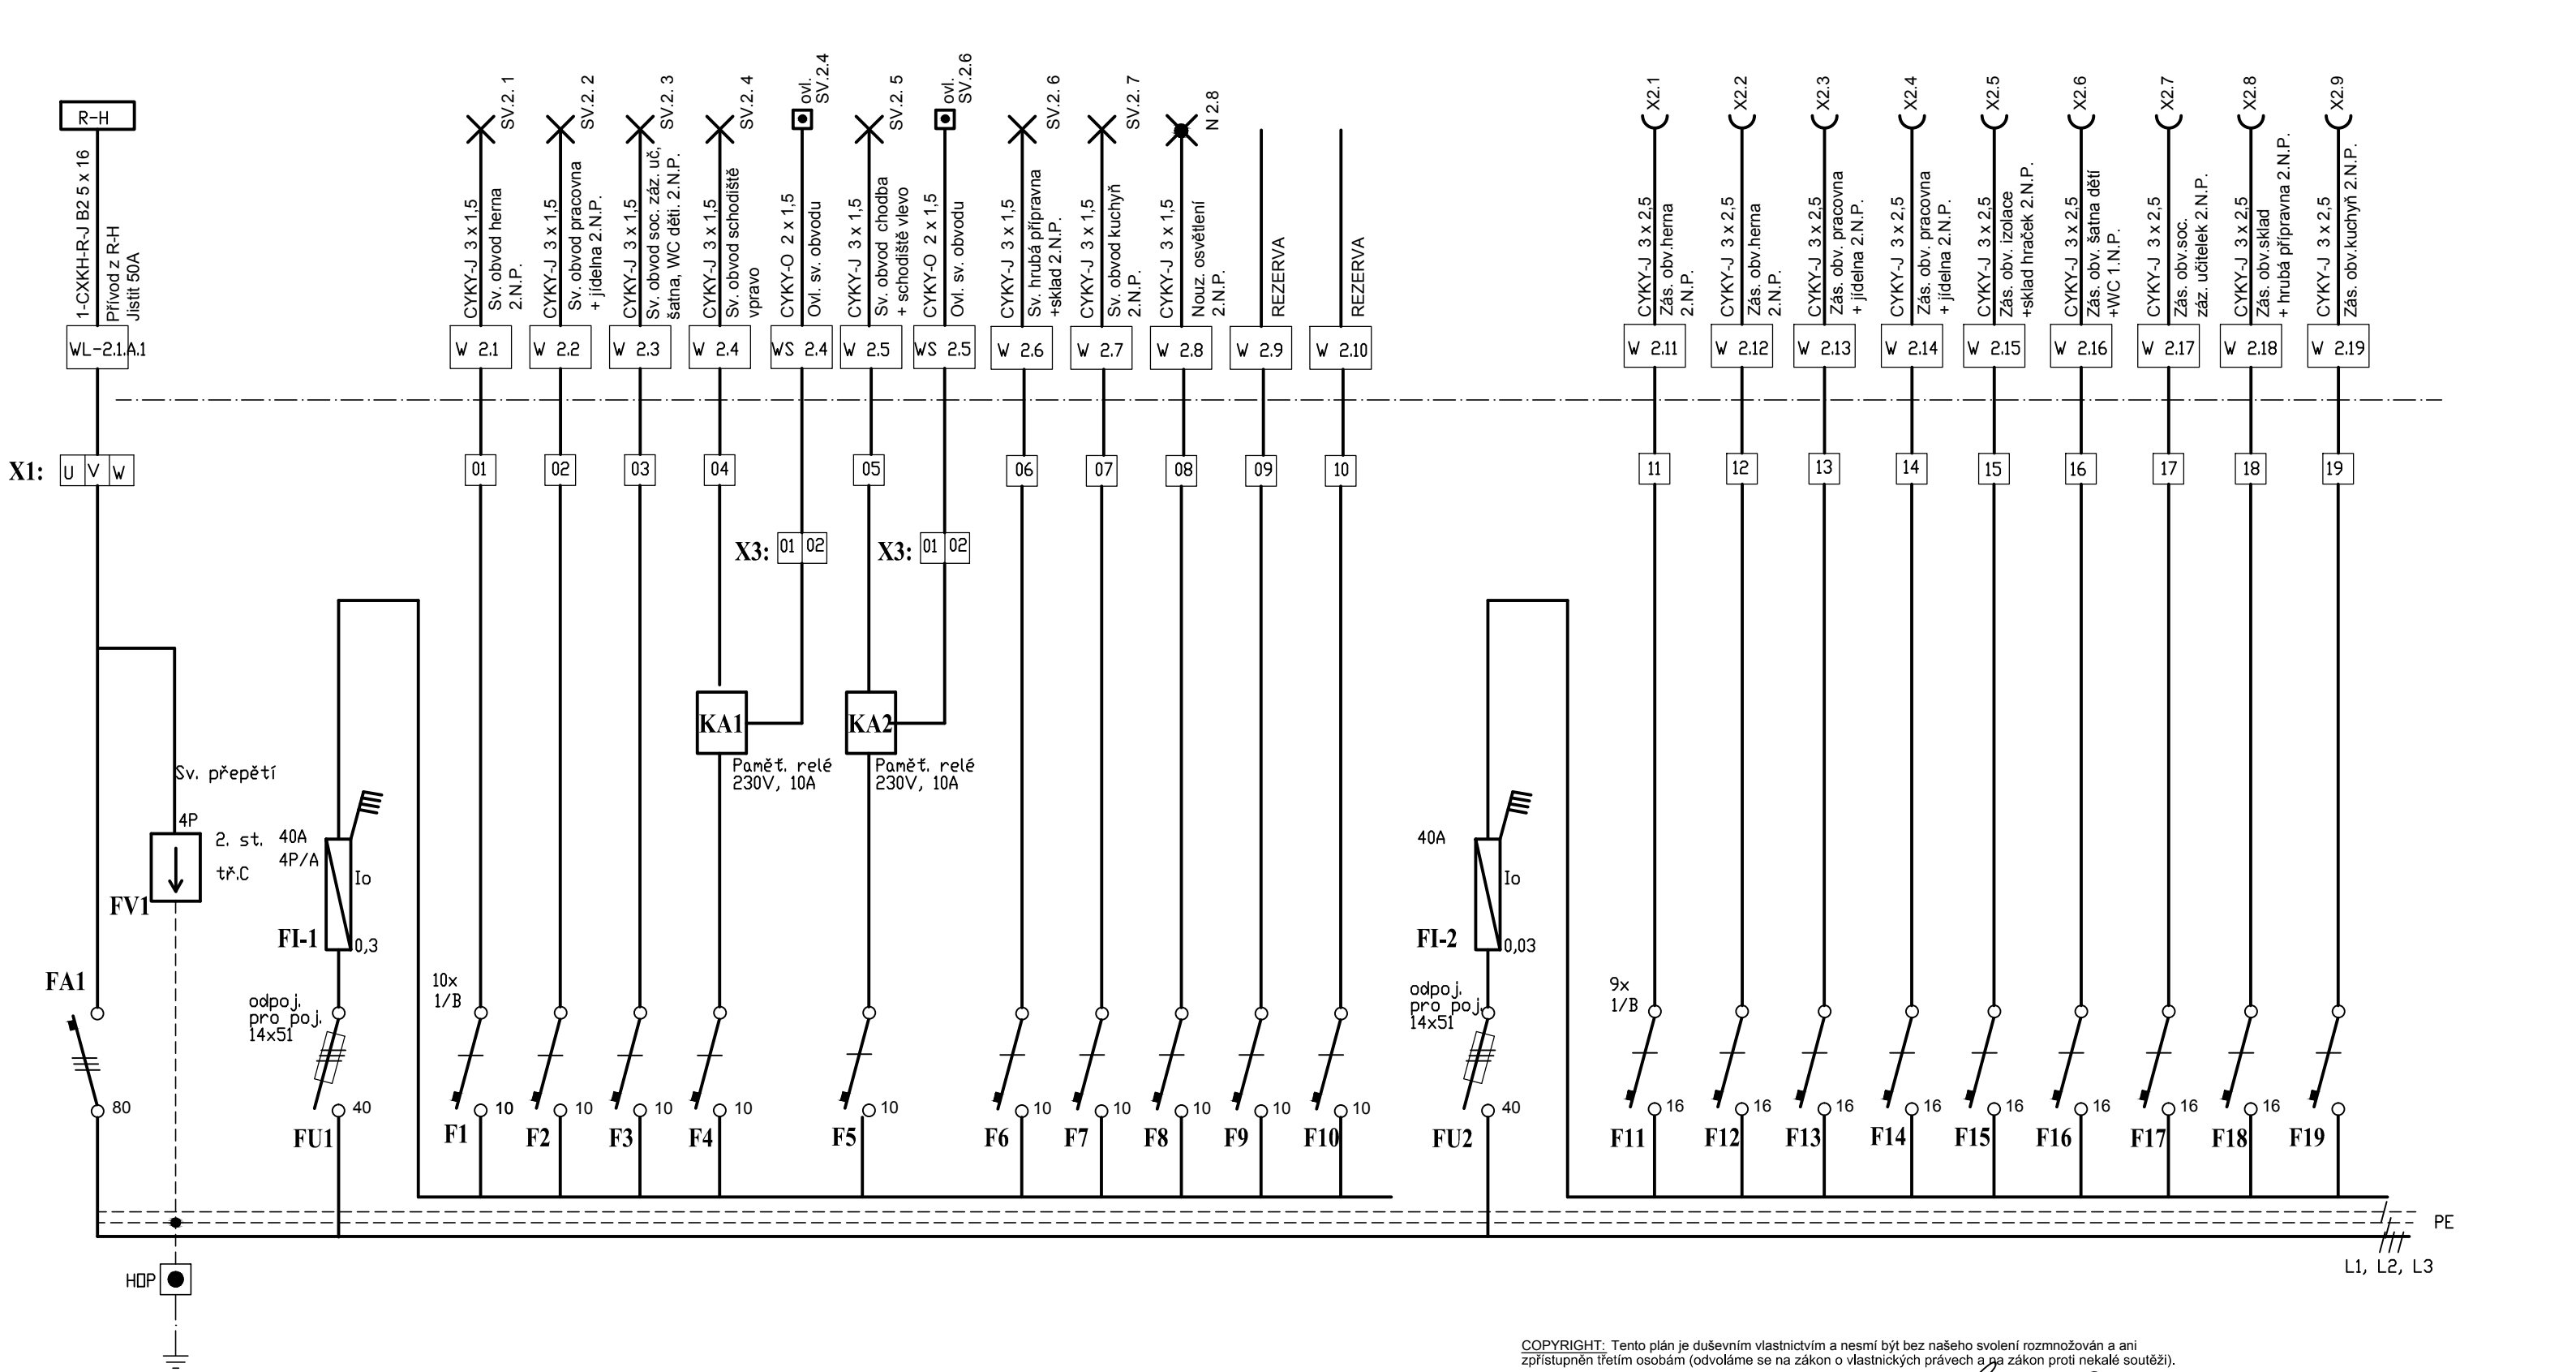 R-H
1-CXKH-R-J B2 5 x 16
Přívod z R-H
Jistit 50A
WL-2.1.A.1
X1:
U V W
SV.2. 1
CYKY-J 3 x 1,5
Sv. obvod herna
2.N.P.
W 2.1
01
SV.2. 2
CYKY-J 3 x 1,5
Sv. obvod pracovna
+ jídelna 2.N.P.
W 2.2
02
SV.2. 3
CYKY-J 3 x 1,5
Sv. obvod soc. záz. uč,
šatna, WC dětí. 2.N.P.
W 2.3
03
SV.2. 4
CYKY-J 3 x 1,5
Sv. obvod schodiště
vpravo
W 2.4
04
ovl.
SV.2.4
CYKY-O 2 x 1,5
Ovl. sv. obvodu
WS 2.4
X3:
01 02
SV.2. 5
CYKY-J 3 x 1,5
Sv. obvod chodba
+ schodiště vlevo
W 2.5
05
ovl.
SV.2.6
CYKY-O 2 x 1,5
Ovl. sv. obvodu
WS 2.5
X3:
01 02
SV.2. 6
CYKY-J 3 x 1,5
Sv. hrubá přípravna
+sklad 2.N.P.
W 2.6
06
SV.2. 7
CYKY-J 3 x 1,5
Sv. obvod kuchyň
2.N.P.
W 2.7
07
N 2.8
CYKY-J 3 x 1,5
Nouz. osvětlení
2.N.P.
W 2.8
08
REZERVA
W 2.9
09
REZERVA
W 2.10
10
X2.1
CYKY-J 3 x 2,5
Zás. obv.herna
2.N.P.
W 2.11
11
X2.2
CYKY-J 3 x 2,5
Zás. obv.herna
2.N.P.
W 2.12
12
X2.3
CYKY-J 3 x 2,5
Zás. obv. pracovna
+ jídelna 2.N.P.
W 2.13
13
X2.4
CYKY-J 3 x 2,5
Zás. obv. pracovna
+ jídelna 2.N.P.
W 2.14
14
X2.5
CYKY-J 3 x 2,5
Zás. obv. izolace
+sklad hraček 2.N.P.
W 2.15
15
X2.6
CYKY-J 3 x 2,5
Zás. obv. šatna dětí
+WC 1.N.P.
W 2.16
16
X2.7
CYKY-J 3 x 2,5
Zás. obv.soc.
záz. učitelek 2.N.P.
W 2.17
17
X2.8
CYKY-J 3 x 2,5
Zás. obv.sklad
+ hrubá přípravna 2.N.P.
W 2.18
18
X2.9
CYKY-J 3 x 2,5
Zás. obv.kuchyň 2.N.P.
W 2.19
19
KA1
Paměť. relé
230V, 10A
KA2
Paměť. relé
230V, 10A
Sv. přepětí
4P
2. st.
tř.C
FV1
40A
4P/A
Io
FI-1
0,3
40A
Io
FI-2
0,03
FA1
80
odpoj.
pro poj.
14x51
40
FU1
10x
1/B
10
F1
10
F2
10
F3
10
F4
10
F5
10
F6
10
F7
10
F8
10
F9
10
F10
odpoj.
pro poj.
14x51
40
FU2
9x
1/B
16
F11
16
F12
16
F13
16
F14
16
F15
16
F16
16
F17
16
F18
F19
PE
L1, L2, L3
HOP
COPYRIGHT: Tento plán je duševním vlastnictvím a nesmí být bez našeho svolení rozmnožován a ani
zpřístupněn třetím osobám (odvoláme se na zákon o vlastnických právech a na zákon proti nekalé soutěži).